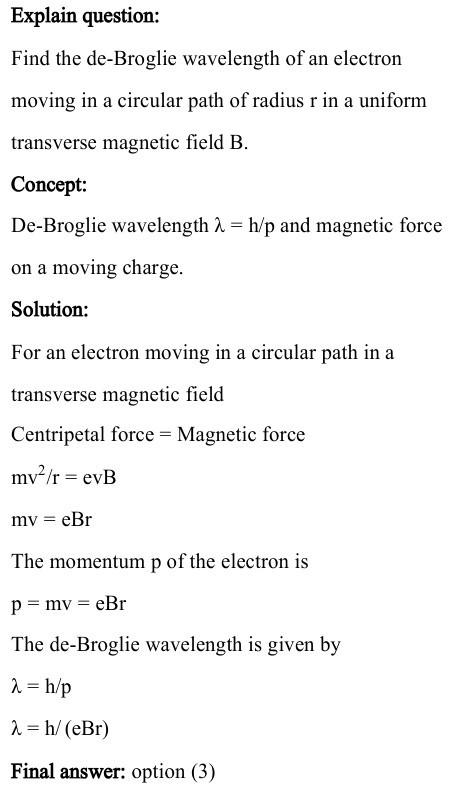 Explain question:
Find the de-Broglie wavelength of an electron
moving in a circular path of radius r in a uniform
transverse magnetic field B.
Concept:
De-Broglie wavelength λ = h/p and magnetic force
on a moving charge.
Solution:
For an electron moving in a circular path in a
transverse magnetic field
Centripetal force = Magnetic force
mv²/r = evB
mv = eBr
The momentum p of the electron is
p = mv = eBr
The de-Broglie wavelength is given by
λ = h/p
λ = h/ (eBr)
Final answer: option (3)